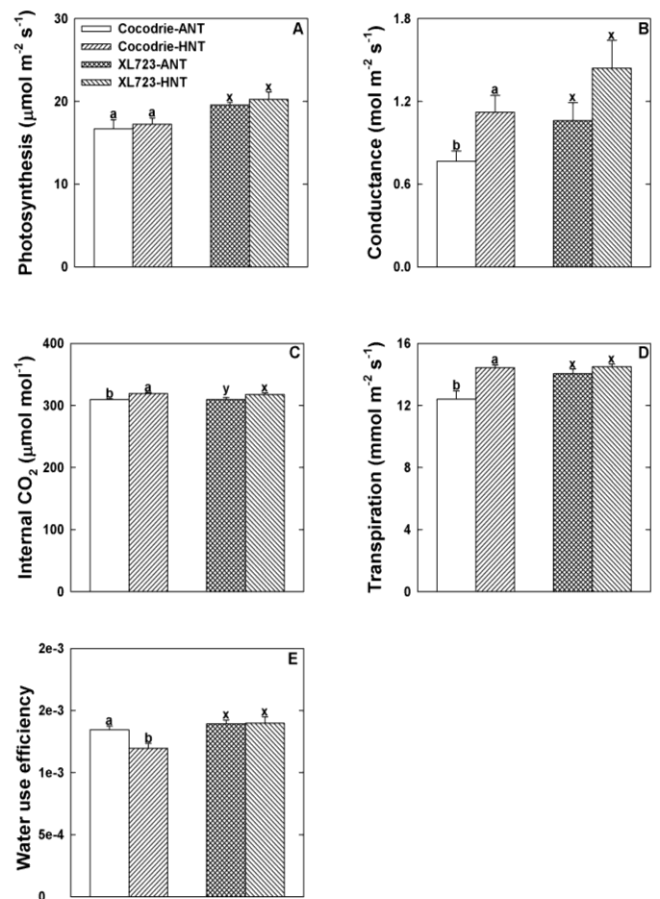 Cocodrie-ANT
Cocodrie-HNT
XL723-ANT
XL723-HNT
A
30
20
10
0
Photosynthesis (µmol m⁻² s⁻¹)
a a x x
B
1.8
1.2
0.6
0.0
Conductance (mol m⁻² s⁻¹)
b a x x
C
400
300
200
100
0
Internal CO₂ (µmol mol⁻¹)
b a y x
D
16
12
8
4
0
Transpiration (mmol m⁻² s⁻¹)
b a x x
E
2e-3
2e-3
1e-3
5e-4
0
Water use efficiency
a b x x